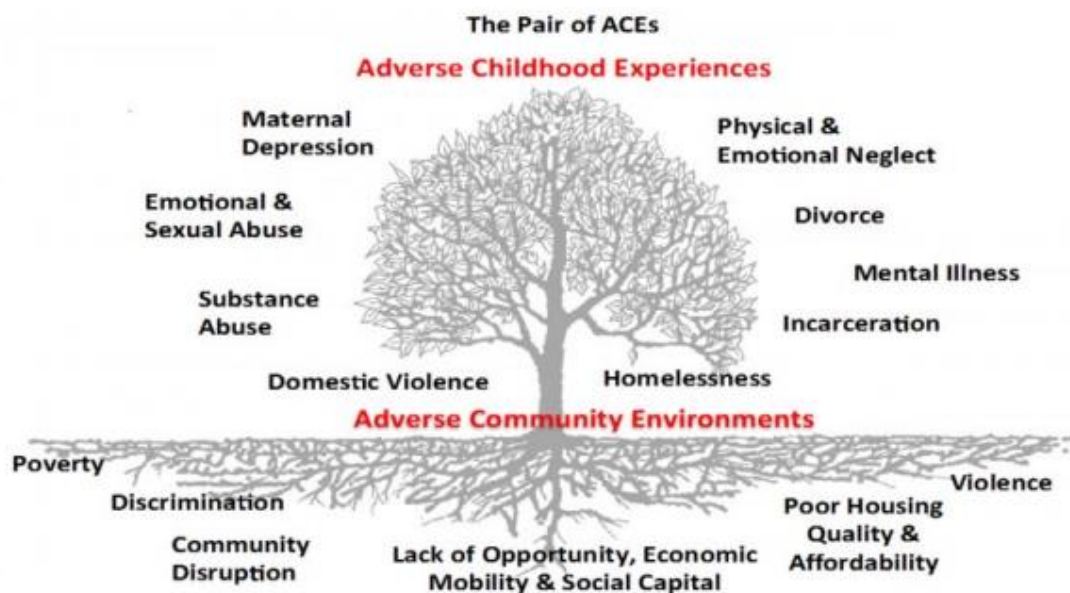 The Pair of ACEs
Adverse Childhood Experiences
Maternal
Depression
Physical &
Emotional Neglect
Emotional &
Sexual Abuse
Divorce
Mental Illness
Substance
Abuse
Incarceration
Domestic Violence
Homelessness
Adverse Community Environments
Poverty
Violence
Discrimination
Poor Housing
Quality &
Affordability
Community
Disruption
Lack of Opportunity, Economic
Mobility & Social Capital